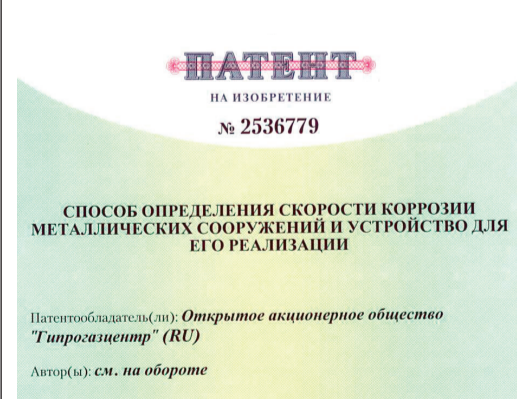 ПАТЕНТ
НА ИЗОБРЕТЕНИЕ
№ 2536779
СПОСОБ ОПРЕДЕЛЕНИЯ СКОРОСТИ КОРРОЗИИ
МЕТАЛЛИЧЕСКИХ СООРУЖЕНИЙ И УСТРОЙСТВО ДЛЯ
ЕГО РЕАЛИЗАЦИИ
Патентообладатель(ли): Открытое акционерное общество
"Гипрогазцентр" (RU)
Автор(ы): см. на обороте